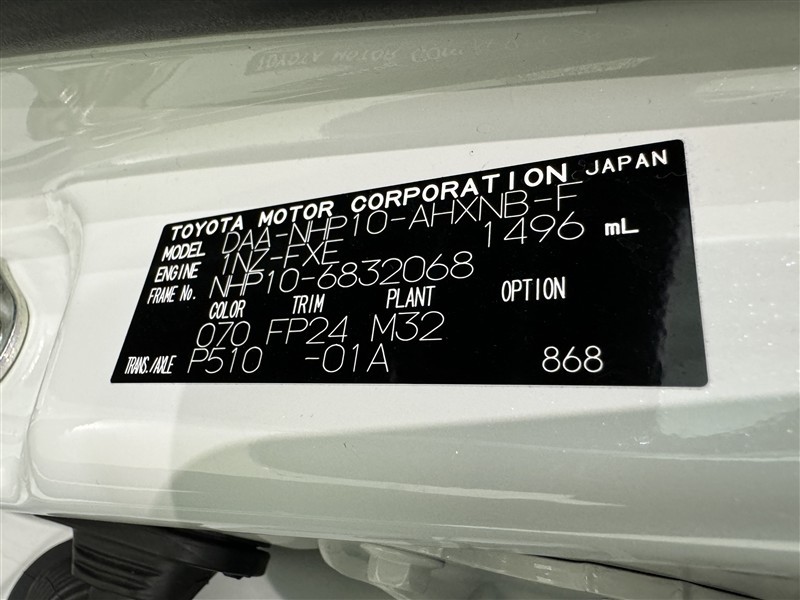 TOYOTA MOTOR CORPORATION JAPAN
MODEL DAA-NHP10-AHXNB-F
ENGINE 1NZ-FXE 1496 mL
FRAME No. NHP10-6832068
COLOR TRIM PLANT OPTION
070 FP24 M32
TRANS./AXLE P510 -01A 868